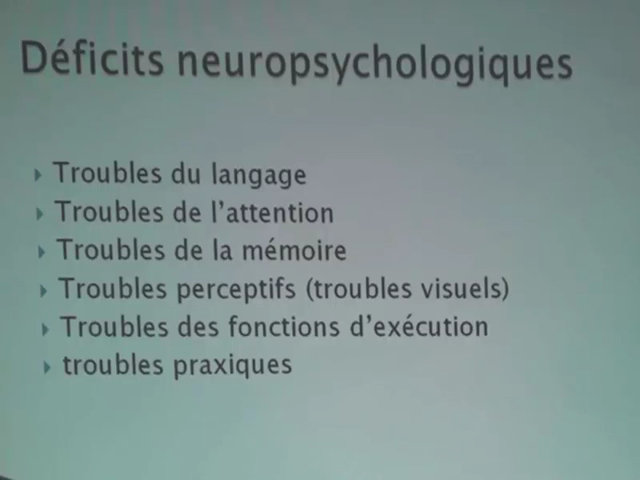 Déficits neuropsychologiques
Troubles du langage
Troubles de l'attention
Troubles de la mémoire
Troubles perceptifs (troubles visuels)
Troubles des fonctions d'exécution
troubles praxiques